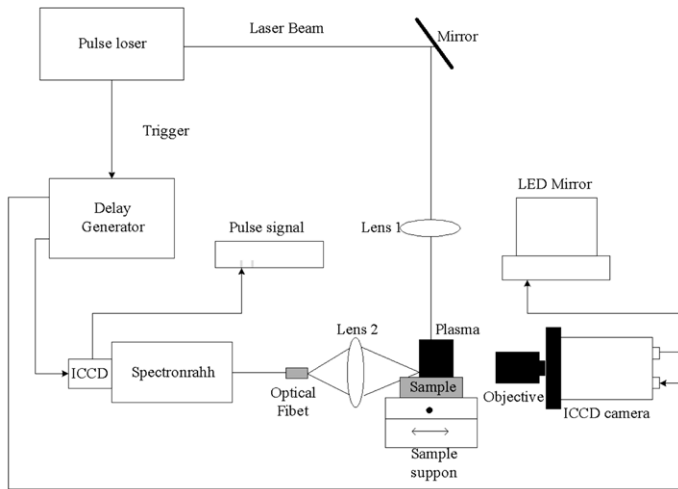 Pulse loser
Laser Beam
Mirror
Trigger
Delay
Generator
Pulse signal
Lens 1
LED Mirror
Lens 2
Plasma
ICCD
Spectronrahh
Optical
Fibet
Sample
Objective
ICCD camera
Sample
suppon